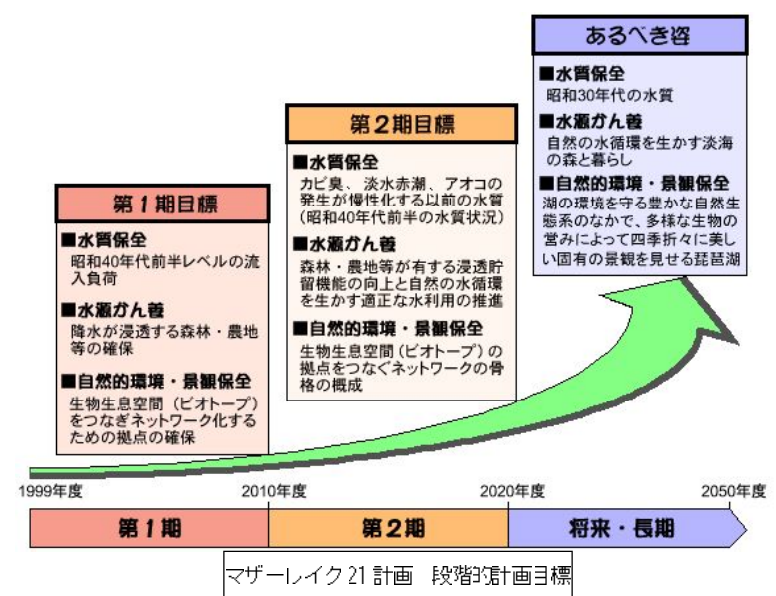 第1期目標
■水質保全
昭和40年代前半レベルの流
入負荷
■水源かん養
降水が浸透する森林・農地
等の確保
■自然的環境・景観保全
生物生息空間（ビオトープ）
をつなぎネットワーク化する
ための拠点の確保
第2期目標
■水質保全
カビ臭、淡水赤潮、アオコの
発生が慢性化する以前の水質
（昭和40年代前半の水質状況）
■水源かん養
森林・農地等が有する浸透貯
留機能の向上と自然の水循環
を生かす適正な水利用の推進
■自然的環境・景観保全
生物生息空間（ビオトープ）の
拠点をつなぐネットワークの骨
格の概成
あるべき姿
■水質保全
昭和30年代の水質
■水源かん養
自然の水循環を生かす淡海
の森と暮らし
■自然的環境・景観保全
湖の環境を守る豊かな自然生
態系のなかで、多様な生物の
営みによって四季折々に美し
い固有の景観を見せる琵琶湖
1999年度 2010年度 2020年度 2050年度
第1期 第2期 将来・長期
マザーレイク21計画 段階的計画目標